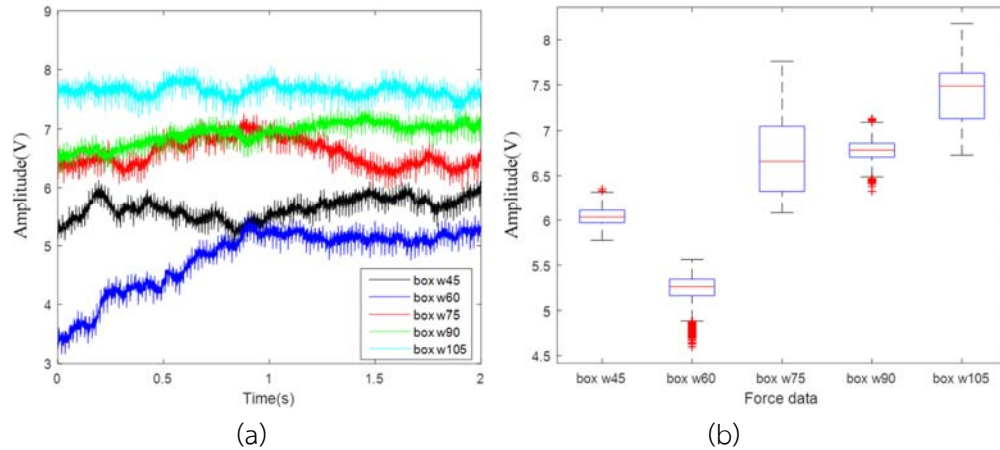 9
8
7
6
5
4
3
Amplitude(V)
box w45
box w60
box w75
box w90
box w105
0 0.5 1 1.5 2
Time(s)
(a)
8
7.5
7
6.5
6
5.5
5
4.5
Amplitude(V)
box w45 box w60 box w75 box w90 box w105
Force data
(b)